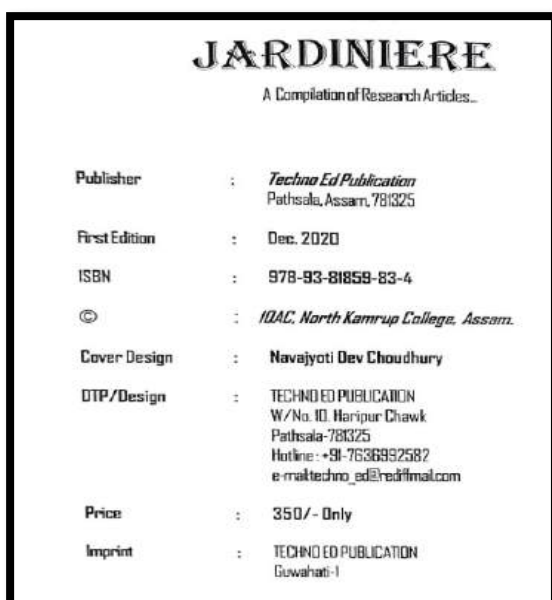 JARDINIERE
A Compilation of Research Articles...
Publisher : Techno Ed Publication
Pathsala, Assam, 781325
First Edition : Dec. 2020
ISBN : 978-93-81859-83-4
© : IQAC, North Kamrup College, Assam.
Cover Design : Navajyoti Dev Choudhury
DTP/Design : TECHNO ED PUBLICATION
W/No. 10. Haripur Chawk
Pathsala-781325
Hotline : +91-7636992582
e-mail:techno_ed@rediffmail.com
Price : 350/- Only
Imprint : TECHNO ED PUBLICATION
Guwahati-1